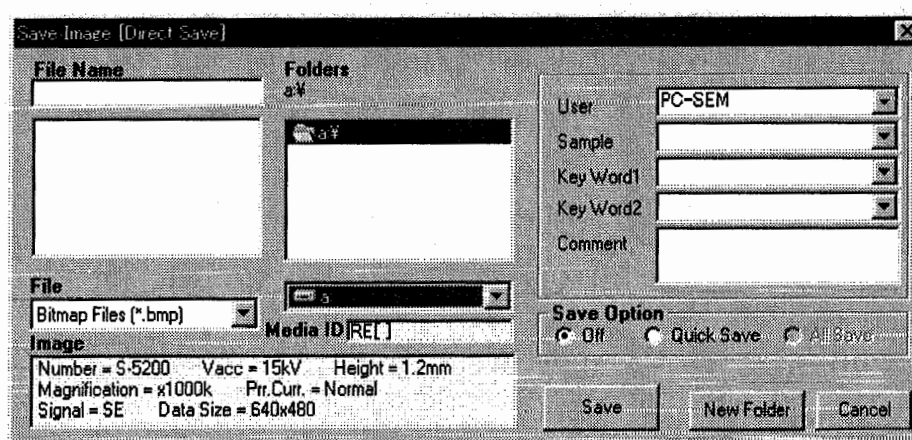 Save Image [Direct Save]
File Name
Folders
a:¥
a:¥
File
Bitmap Files (*.bmp)
a
Media ID RE[ ]
Image
Number = S-5200 Vacc = 15kV Height = 1.2mm
Magnification = x1000k Prr.Curr. = Normal
Signal = SE Data Size = 640x480
User PC-SEM
Sample
Key Word1
Key Word2
Comment
Save Option
Off Quick Save All Save
Save New Folder Cancel